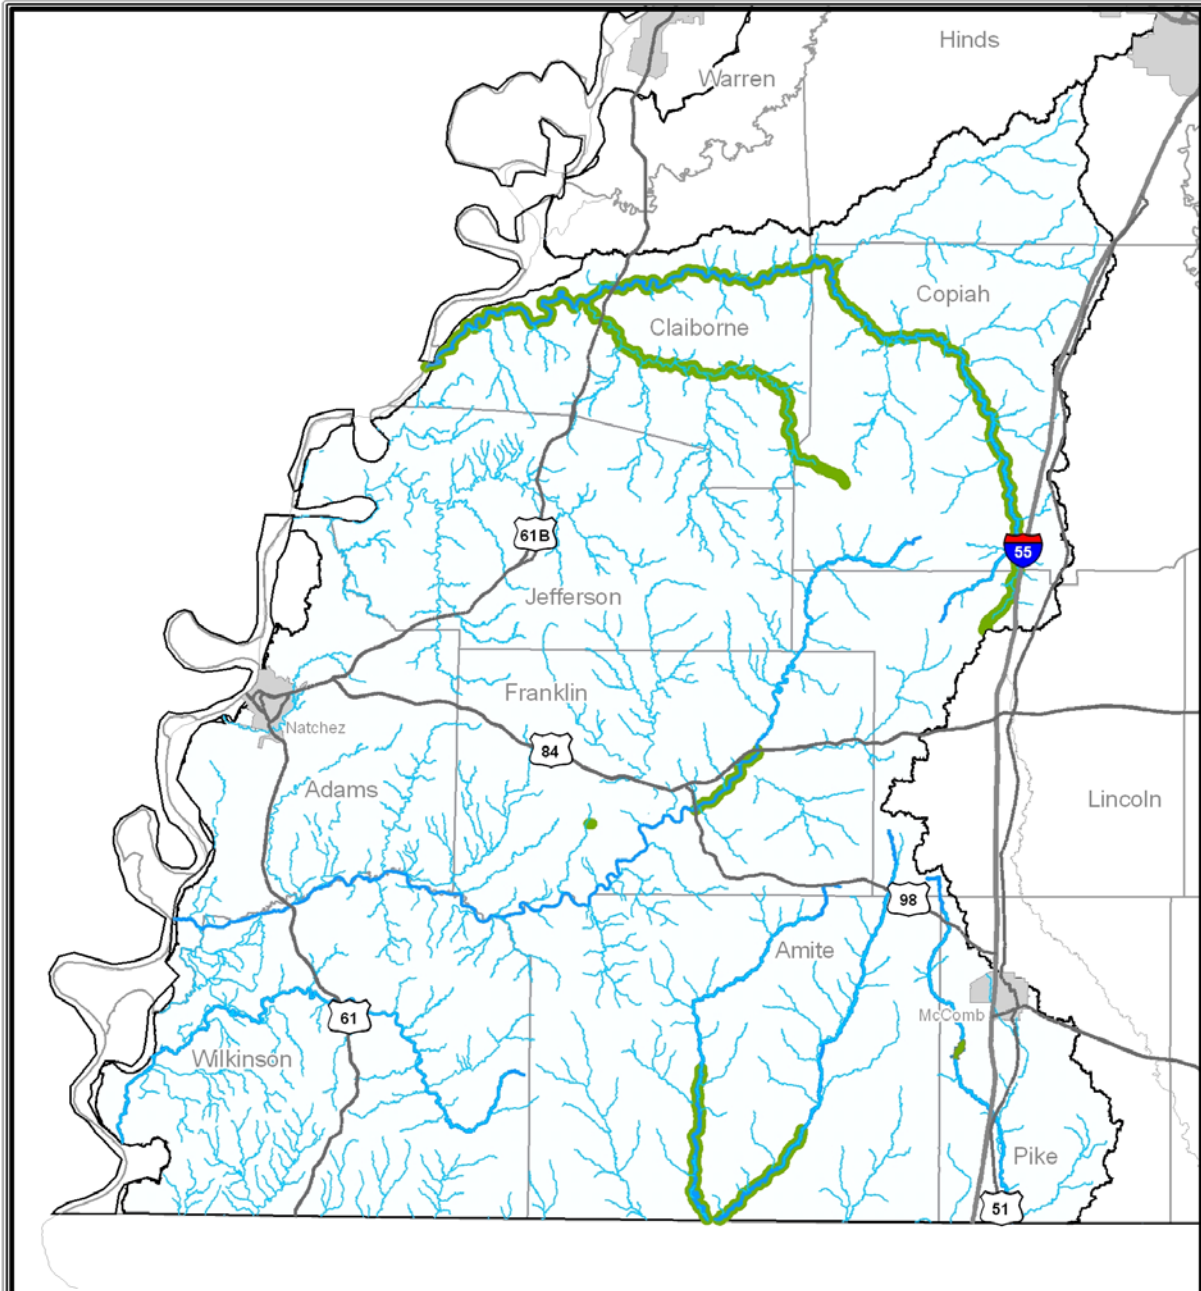 Hinds
Warren
Copiah
Claiborne
61B
55
Jefferson
Franklin
Natchez
84
Adams
Lincoln
98
Amite
McComb
61
Wilkinson
Pike
51